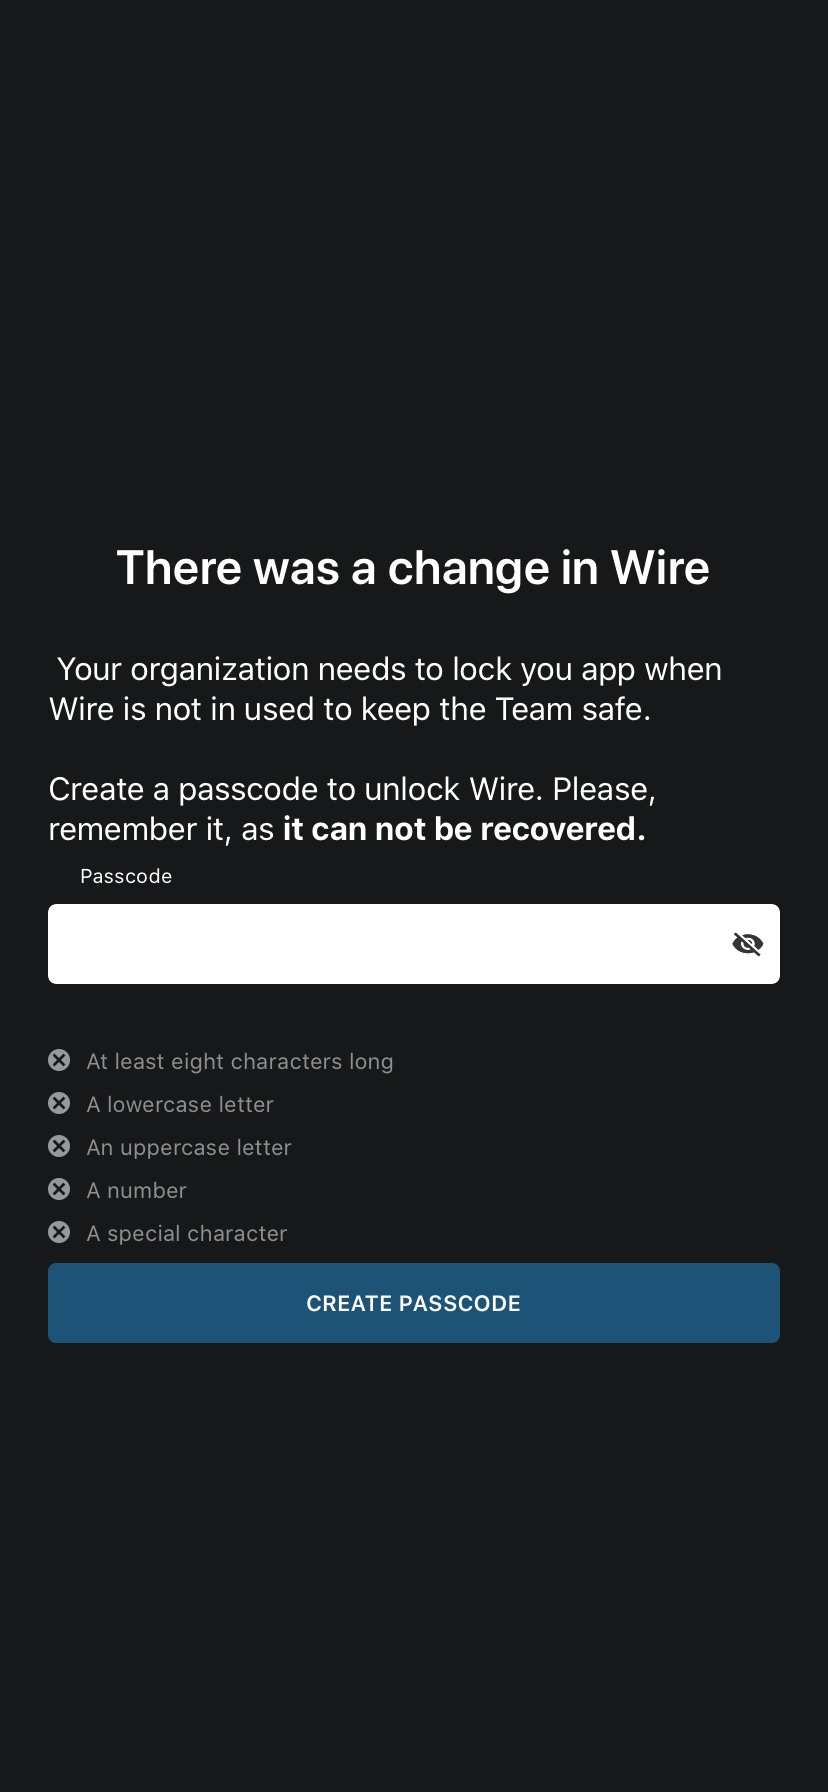 There was a change in Wire
Your organization needs to lock you app when
Wire is not in used to keep the Team safe.
Create a passcode to unlock Wire. Please,
remember it, as it can not be recovered.
Passcode
At least eight characters long
A lowercase letter
An uppercase letter
A number
A special character
CREATE PASSCODE